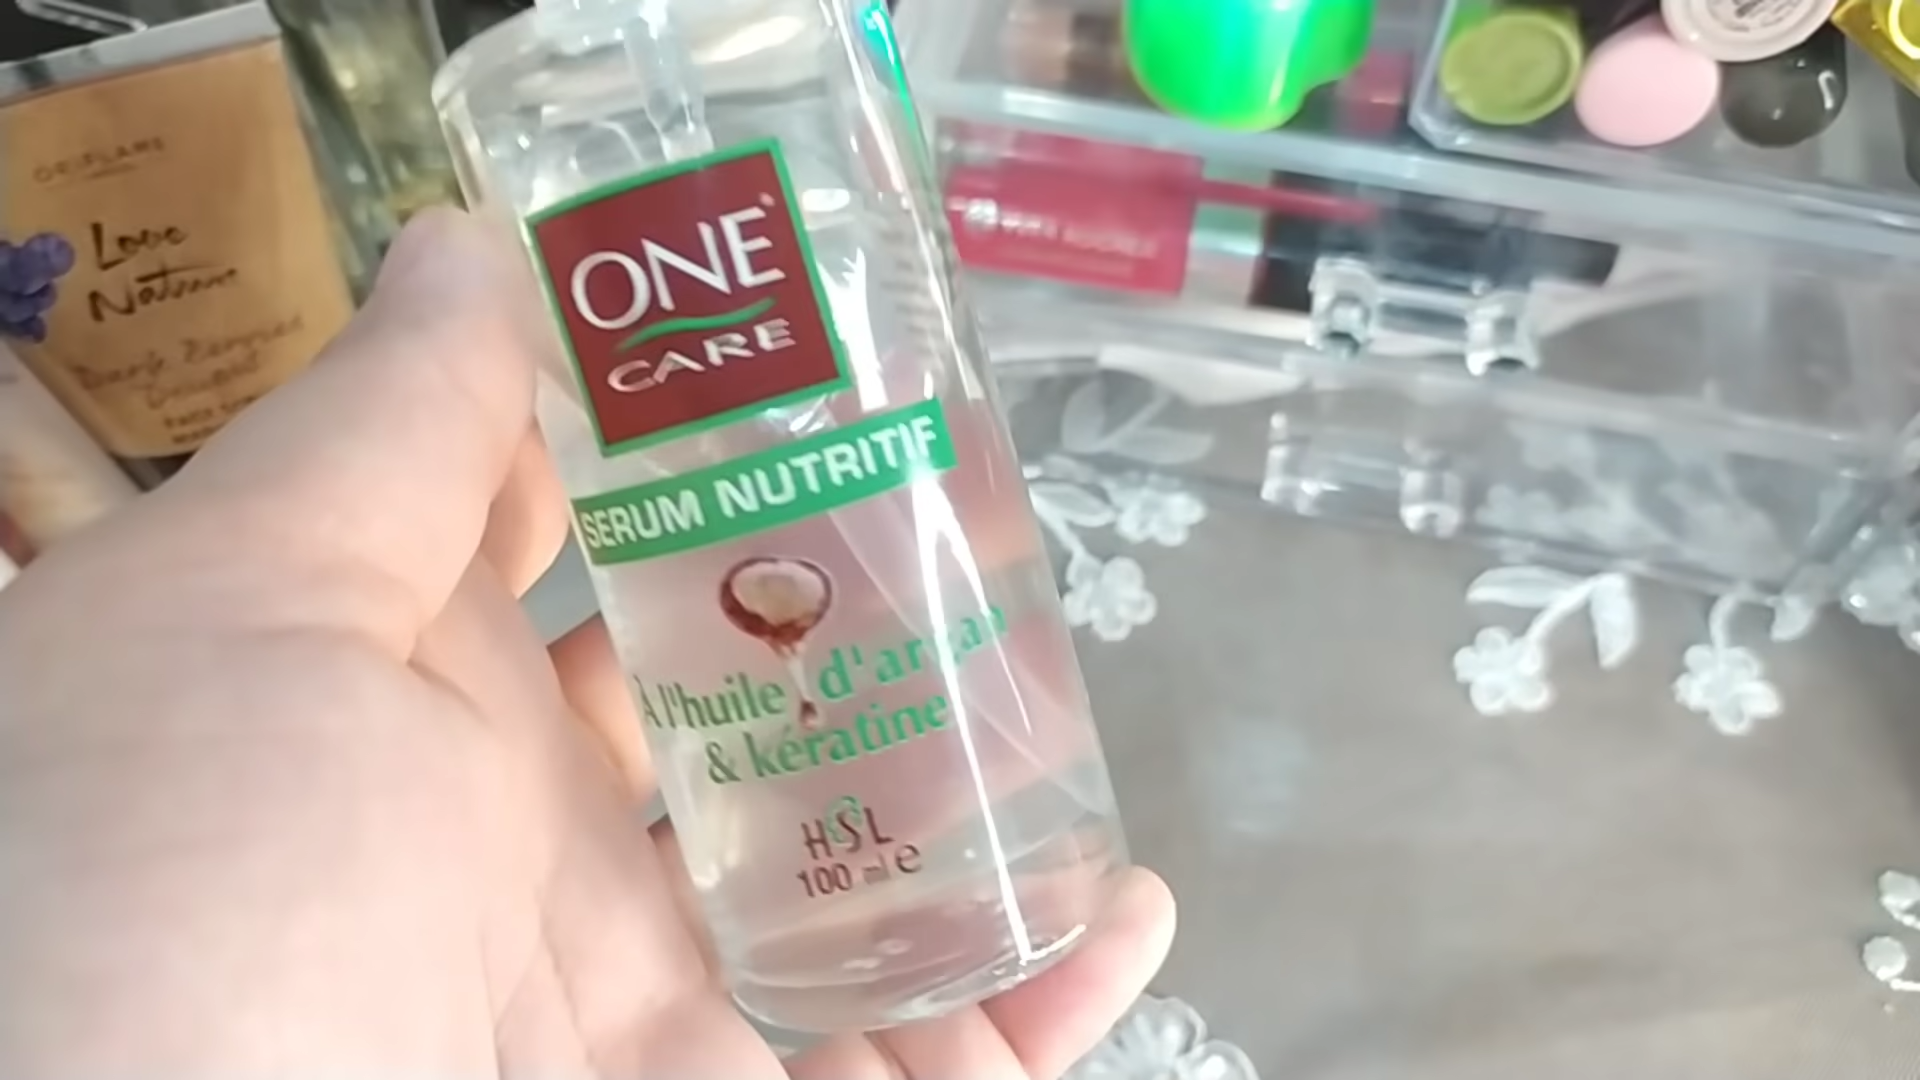 ORIFLAME
Love
Nature
ONE
CARE
SERUM NUTRITIF
À l'huile d'argan
& kératine
HSL
100 ml e